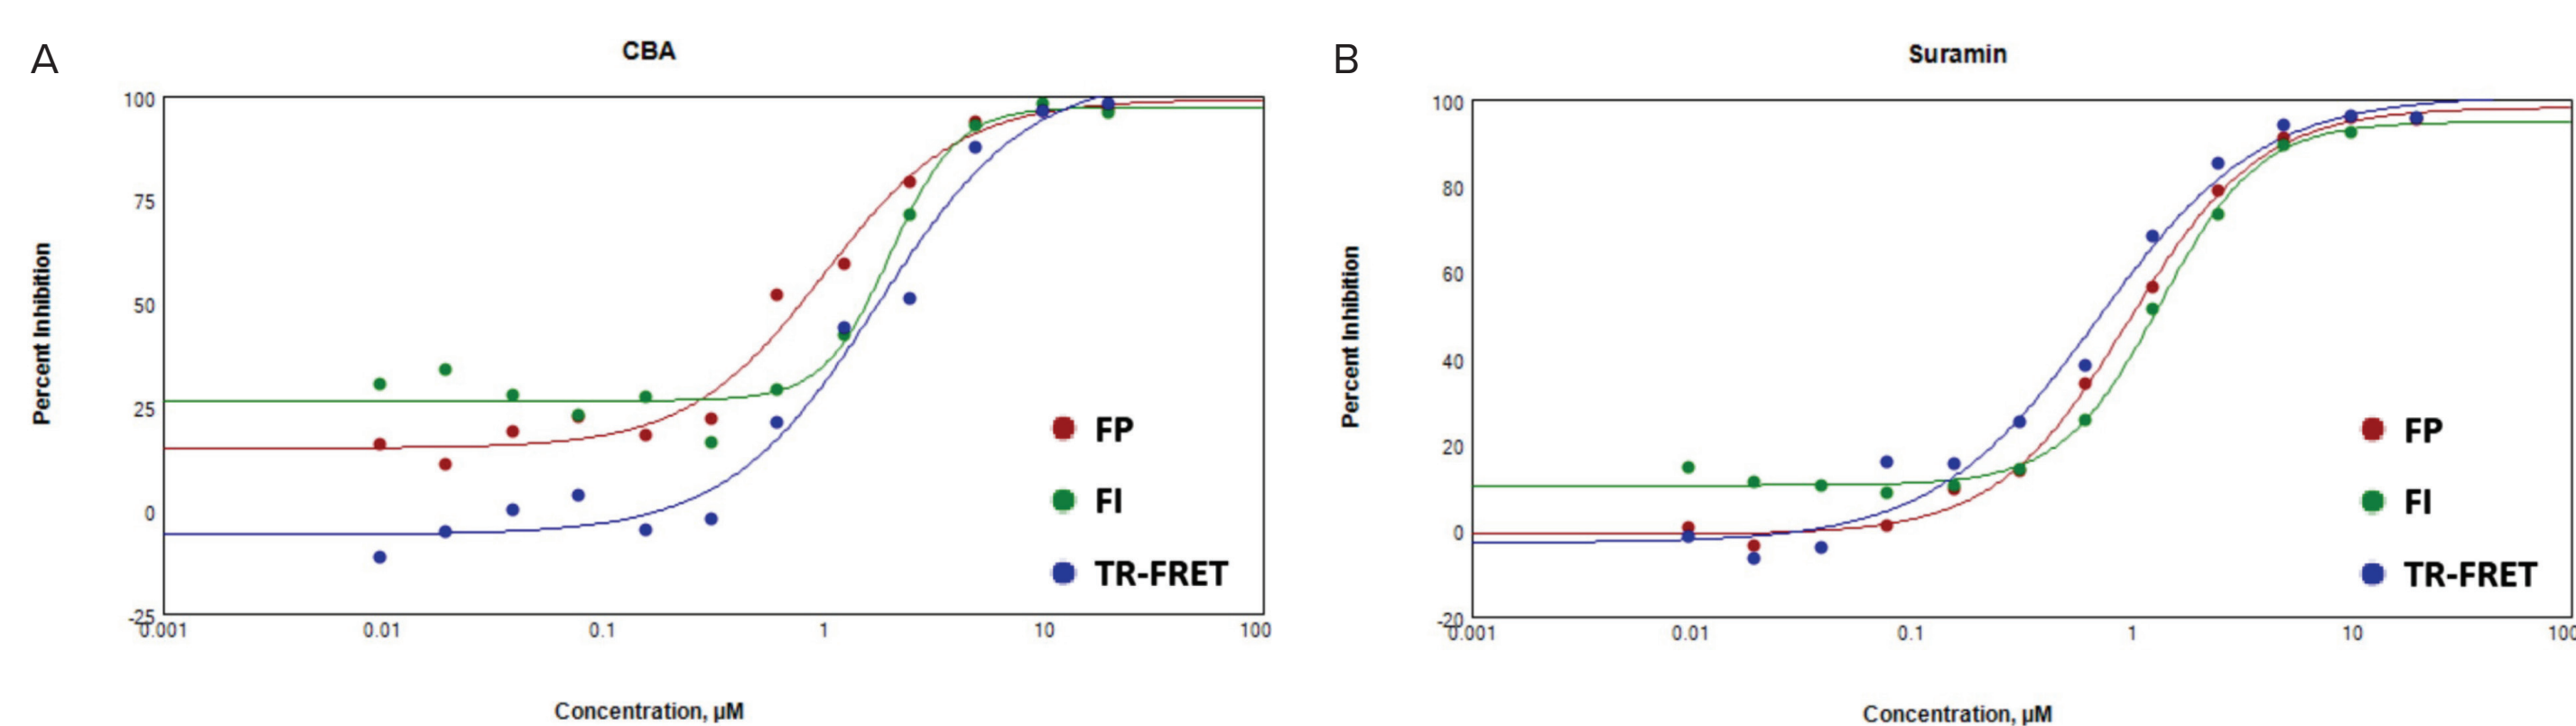 A
CBA
100
75
50
25
0
-25
Percent Inhibition
0.001 0.01 0.1 1 10 100
Concentration, µM
FP
FI
TR-FRET
B
Suramin
100
80
60
40
20
0
-20
Percent Inhibition
0.001 0.01 0.1 1 10 100
Concentration, µM
FP
FI
TR-FRET